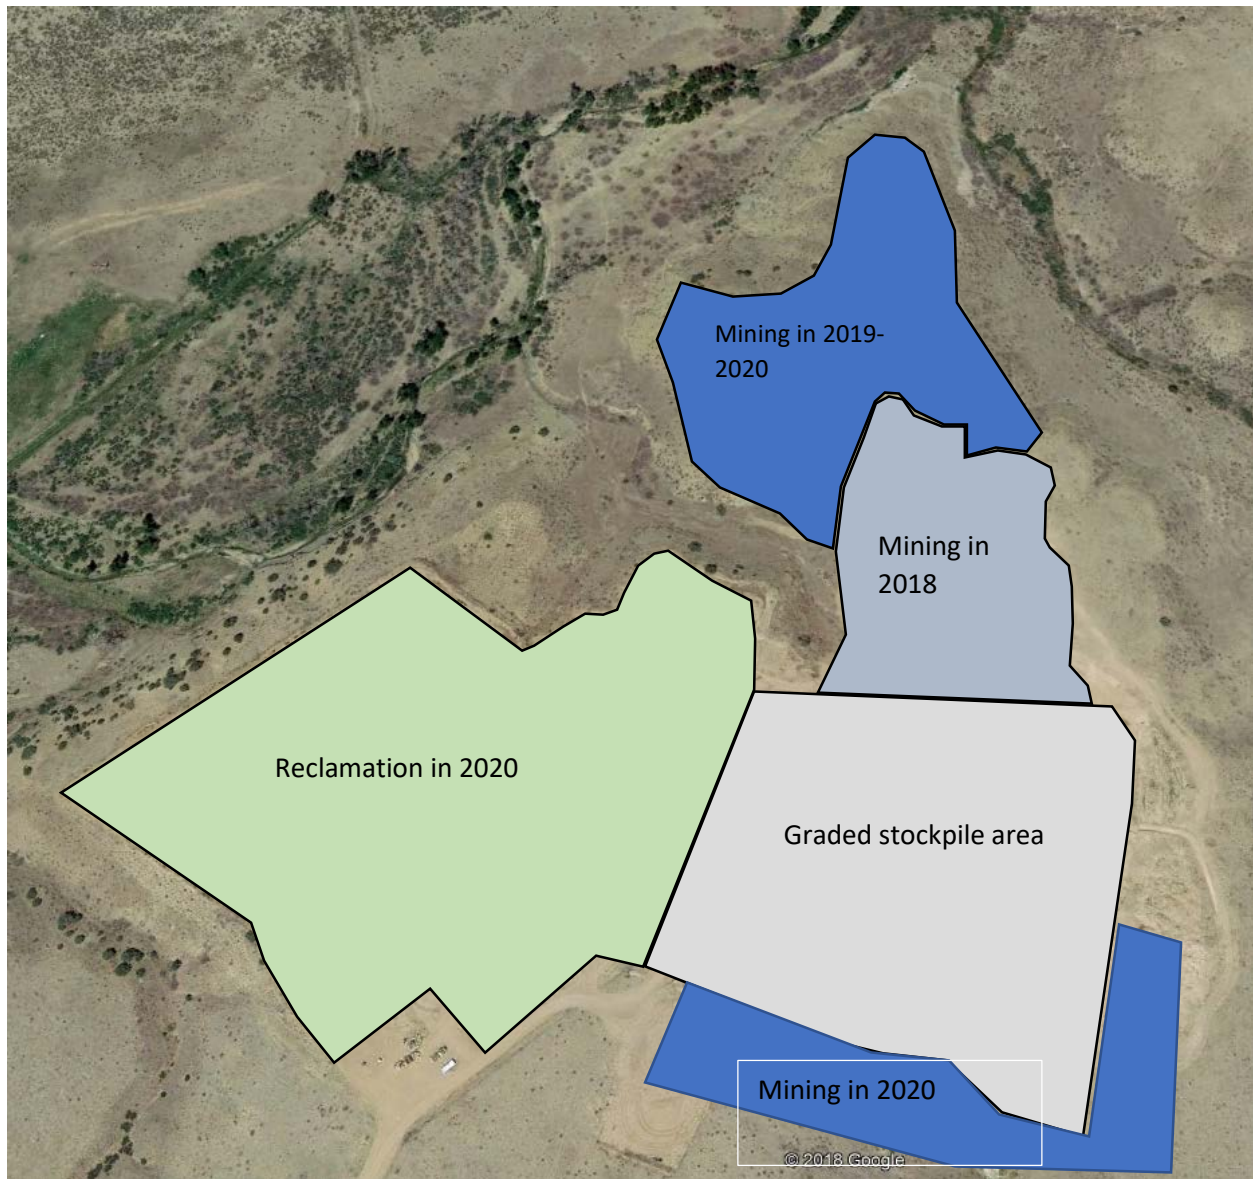 Mining in 2019-
2020
Mining in
2018
Reclamation in 2020
Graded stockpile area
Mining in 2020
© 2018 Google